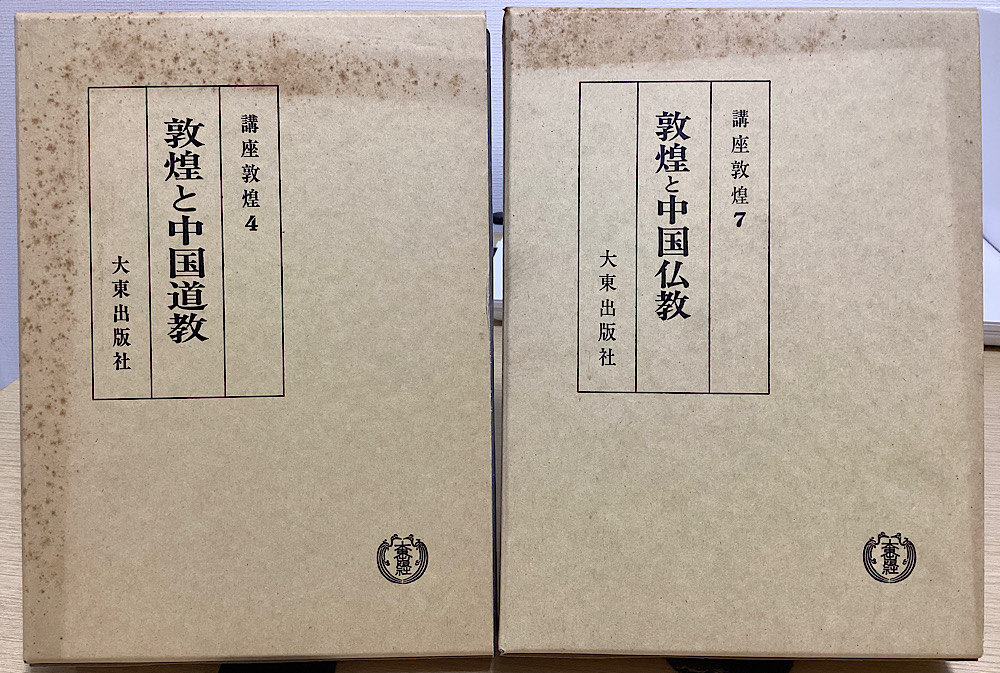 講座敦煌 4
敦煌と中国道教
大東出版社
講座敦煌 7
敦煌と中国仏教
大東出版社